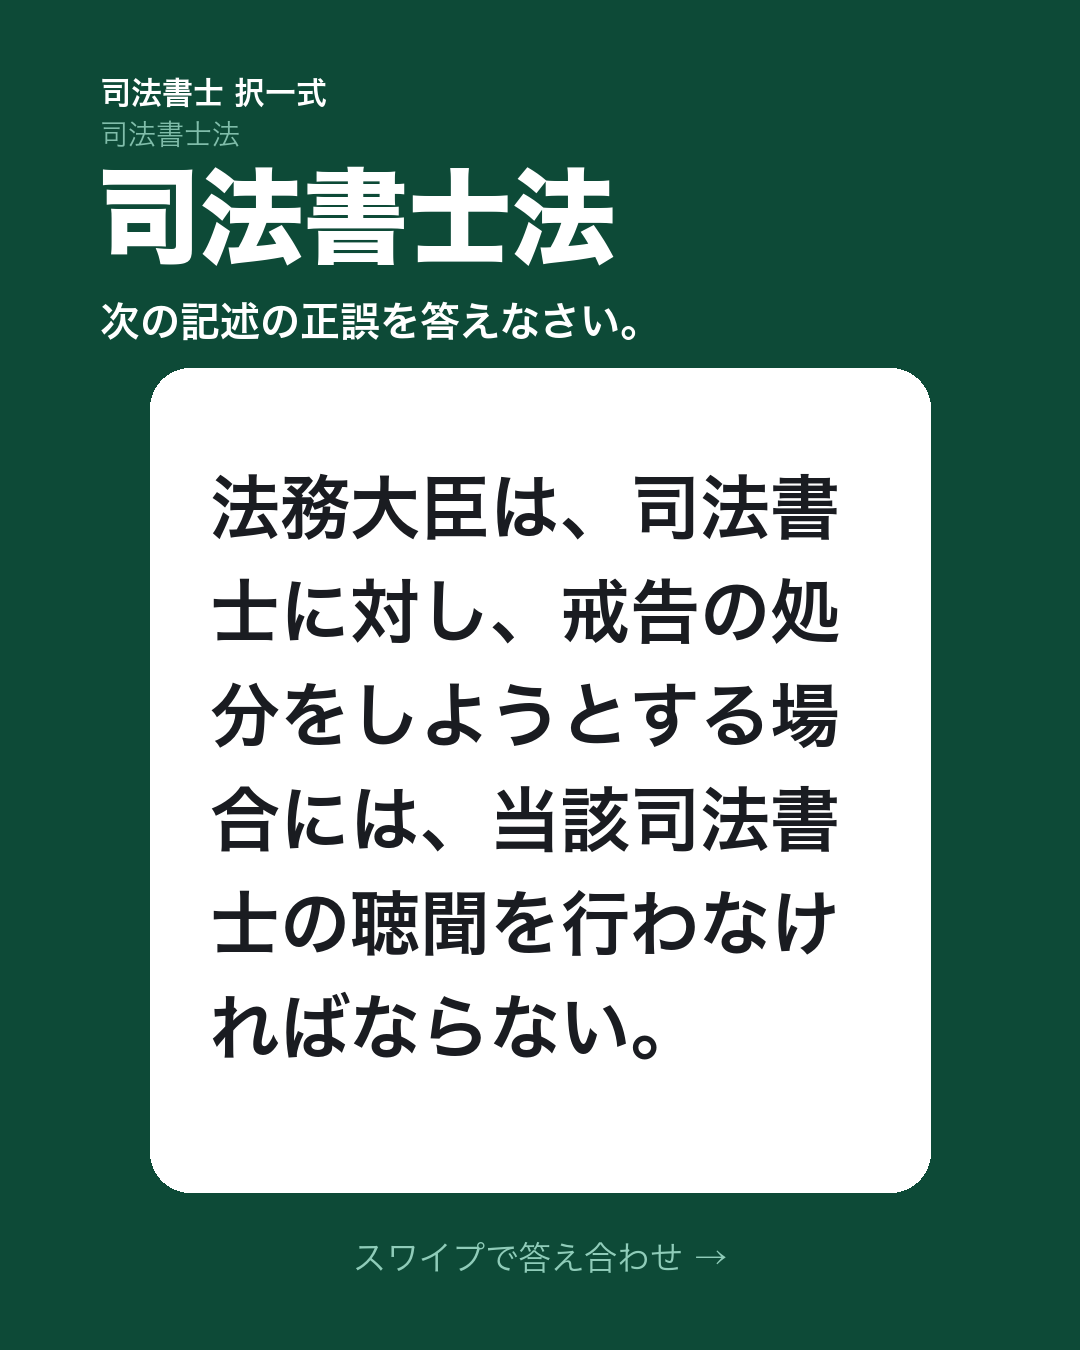 司法書士 択一式
司法書士法
司法書士法
次の記述の正誤を答えなさい。
法務大臣は、司法書
士に対し、戒告の処
分をしようとする場
合には、当該司法書
士の聴聞を行わなけ
ればならない。
スワイプで答え合わせ →